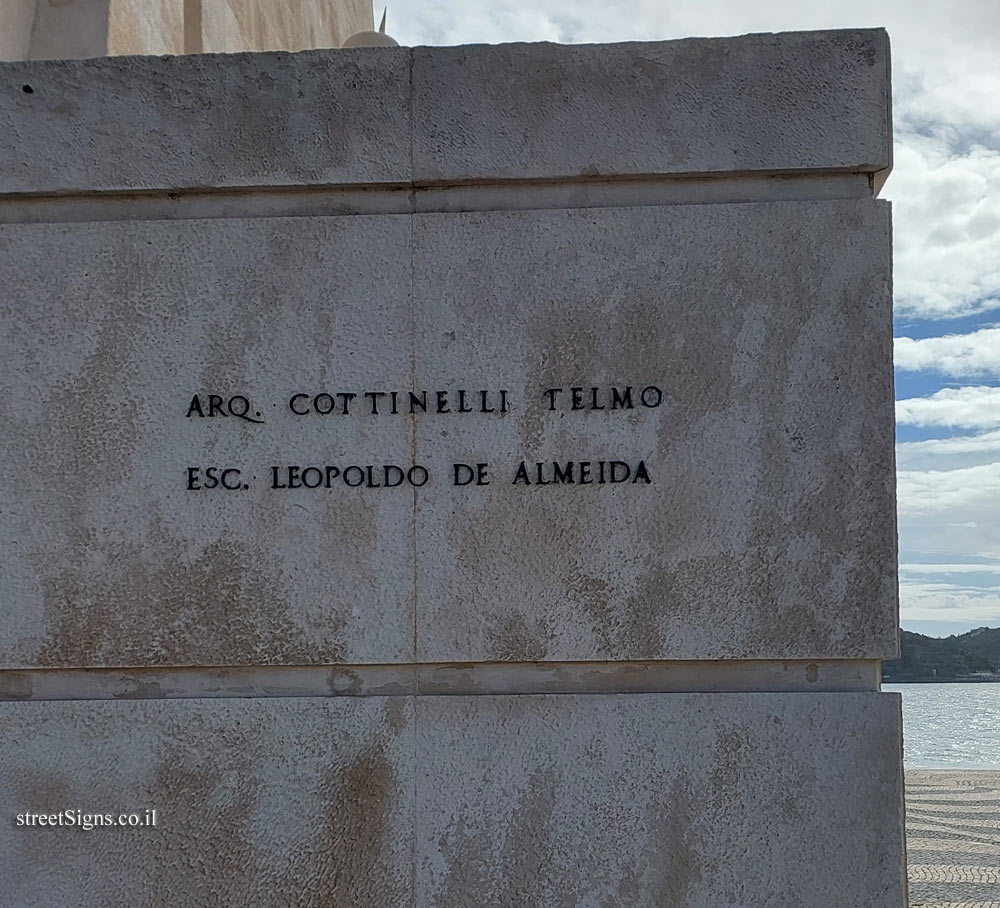 ARQ. COTTINELLI TELMO
ESC. LEOPOLDO DE ALMEIDA
streetSigns.co.il